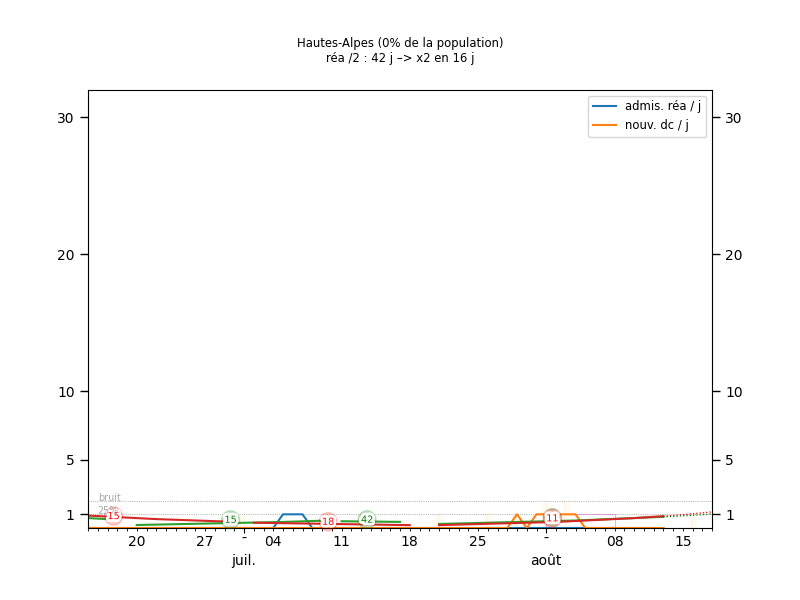 Hautes-Alpes (0% de la population)
réa /2 : 42 j –> x2 en 16 j
admis. réa / j
nouv. dc / j
30 30
20 20
10 10
5 5
bruit
25%
1 1
15 15 18 42 11
20 27 - 04 11 18 25 - 08 15
juil. août